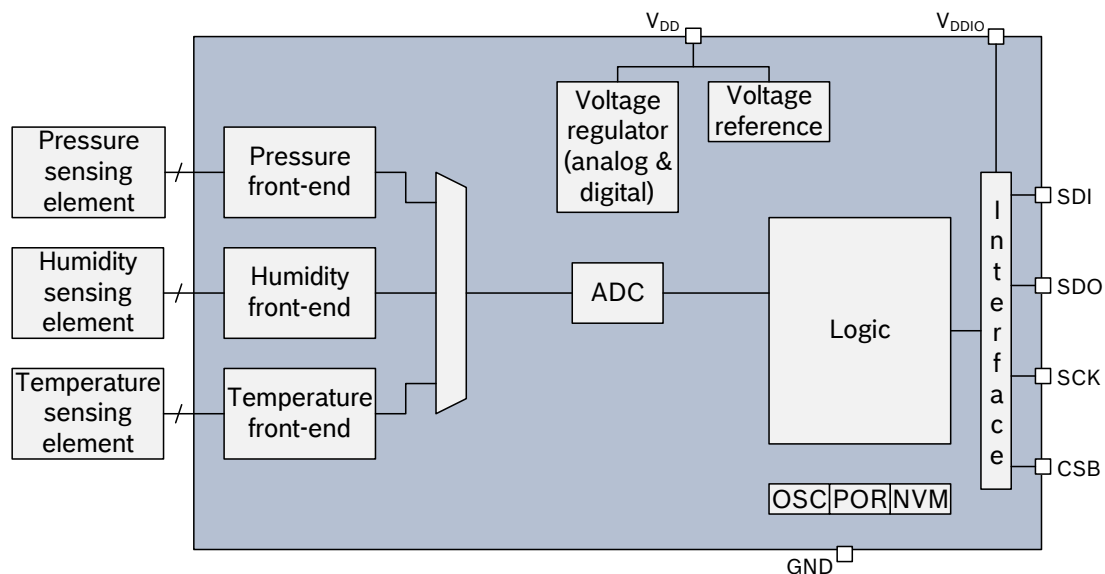 VDD
VDDIO
Voltage
regulator
(analog &
digital)
Voltage
reference
Pressure
sensing
element
Pressure
front-end
Humidity
sensing
element
Humidity
front-end
Temperature
sensing
element
Temperature
front-end
ADC
Logic
Interface
SDI
SDO
SCK
CSB
OSC
POR
NVM
GND